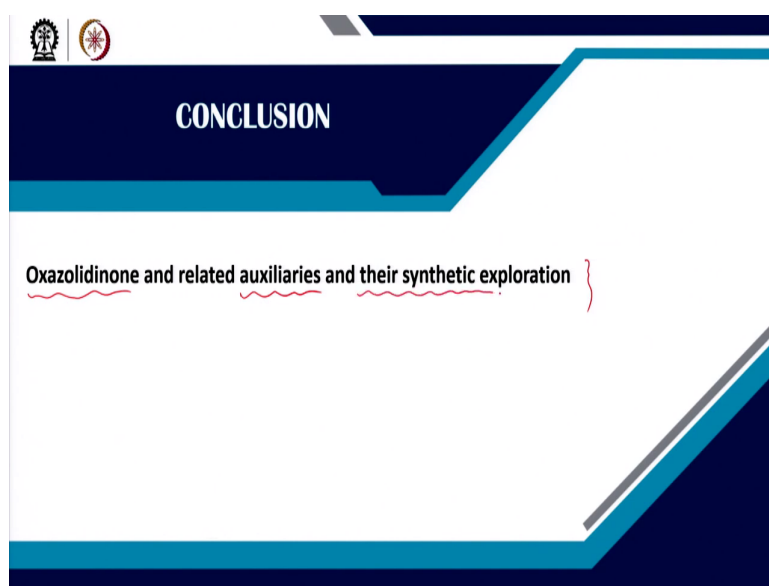 CONCLUSION
Oxazolidinone and related auxiliaries and their synthetic exploration